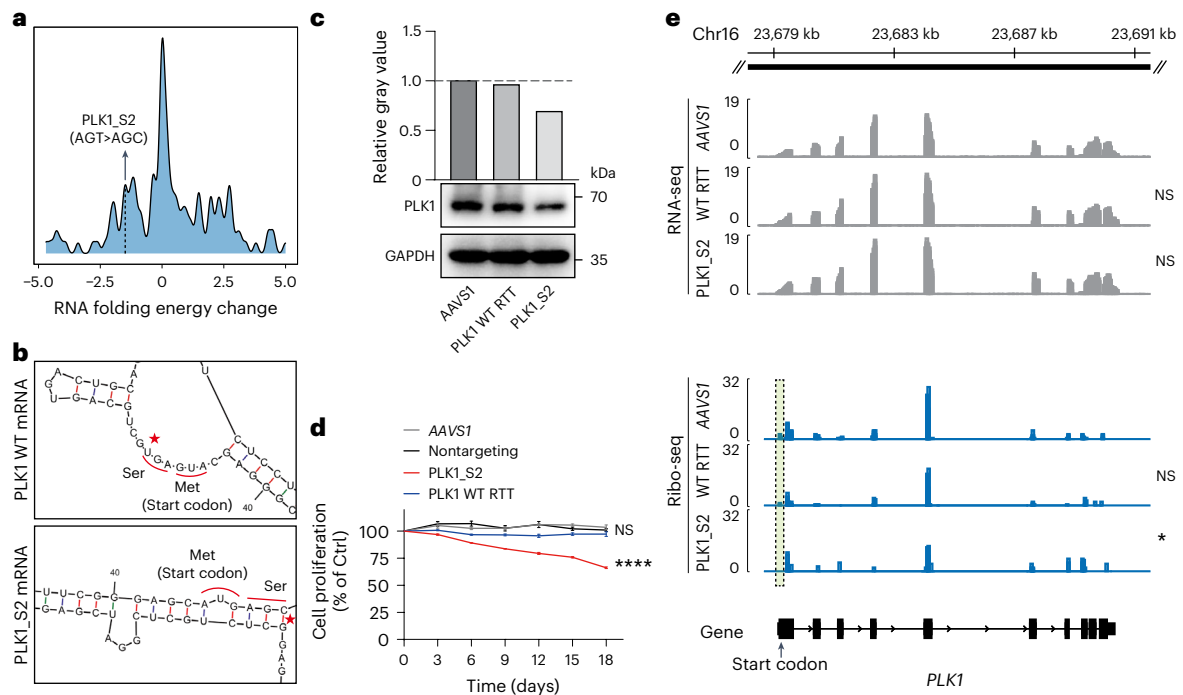 a
PLK1_S2
(AGT>AGC)
−5.0 −2.5 0 2.5 5.0
RNA folding energy change
b
PLK1 WT mRNA
Ser
Met
(Start codon)
40
PLK1_S2 mRNA
Met
(Start codon)
Ser
40
c
Relative gray value
1.5
1.0
0.5
0
kDa
PLK1
70
GAPDH
35
AAVS1
PLK1 WT RTT
PLK1_S2
d
AAVS1
Nontargeting
PLK1_S2
PLK1 WT RTT
Cell proliferation
(% of Ctrl)
100
75
50
25
0
NS
****
0 3 6 9 12 15 18
Time (days)
e
Chr16
23,679 kb 23,683 kb 23,687 kb 23,691 kb
RNA-seq
AAVS1
19
0
WT RTT
19
0
NS
PLK1_S2
19
0
NS
Ribo-seq
AAVS1
32
0
WT RTT
32
0
NS
PLK1_S2
32
0
*
Gene
Start codon
PLK1